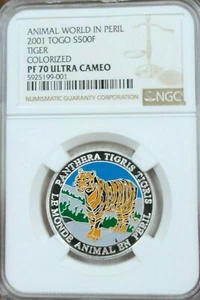 ANIMAL WORLD IN PERIL
2001 TOGO S500F
TIGER
COLORIZED
PF 70 ULTRA CAMEO
5925199-001
NUMISMATIC GUARANTY CORPORATION
NGC
PANTHERA TIGRIS TIGRIS
LE MONDE ANIMAL EN PERIL